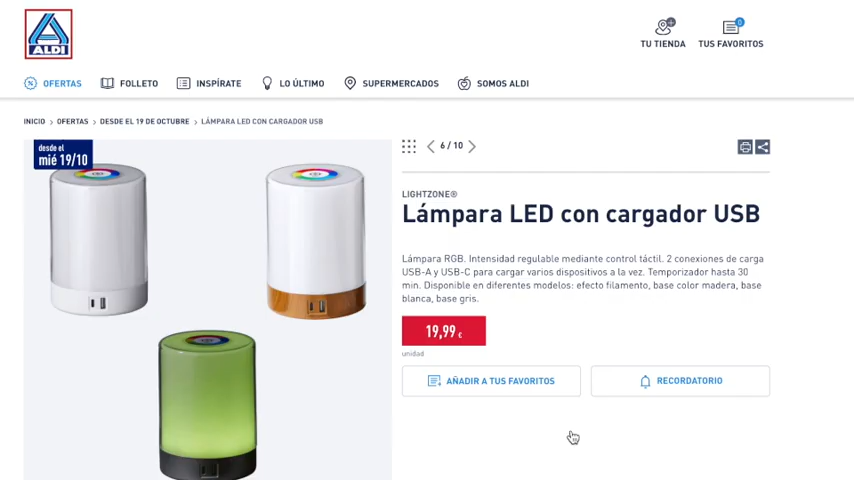 ALDI
+
0
TU TIENDA
TUS FAVORITOS
OFERTAS
FOLLETO
INSPÍRATE
LO ÚLTIMO
SUPERMERCADOS
SOMOS ALDI
INICIO > OFERTAS > DESDE EL 19 DE OCTUBRE > LÁMPARA LED CON CARGADOR USB
desde el
mié 19/10
6 / 10
LIGHTZONE®
Lámpara LED con cargador USB
Lámpara RGB. Intensidad regulable mediante control táctil. 2 conexiones de carga
USB-A y USB-C para cargar varios dispositivos a la vez. Temporizador hasta 30
min. Disponible en diferentes modelos: efecto filamento, base color madera, base
blanca, base gris.
19,99 €
unidad
AÑADIR A TUS FAVORITOS
RECORDATORIO